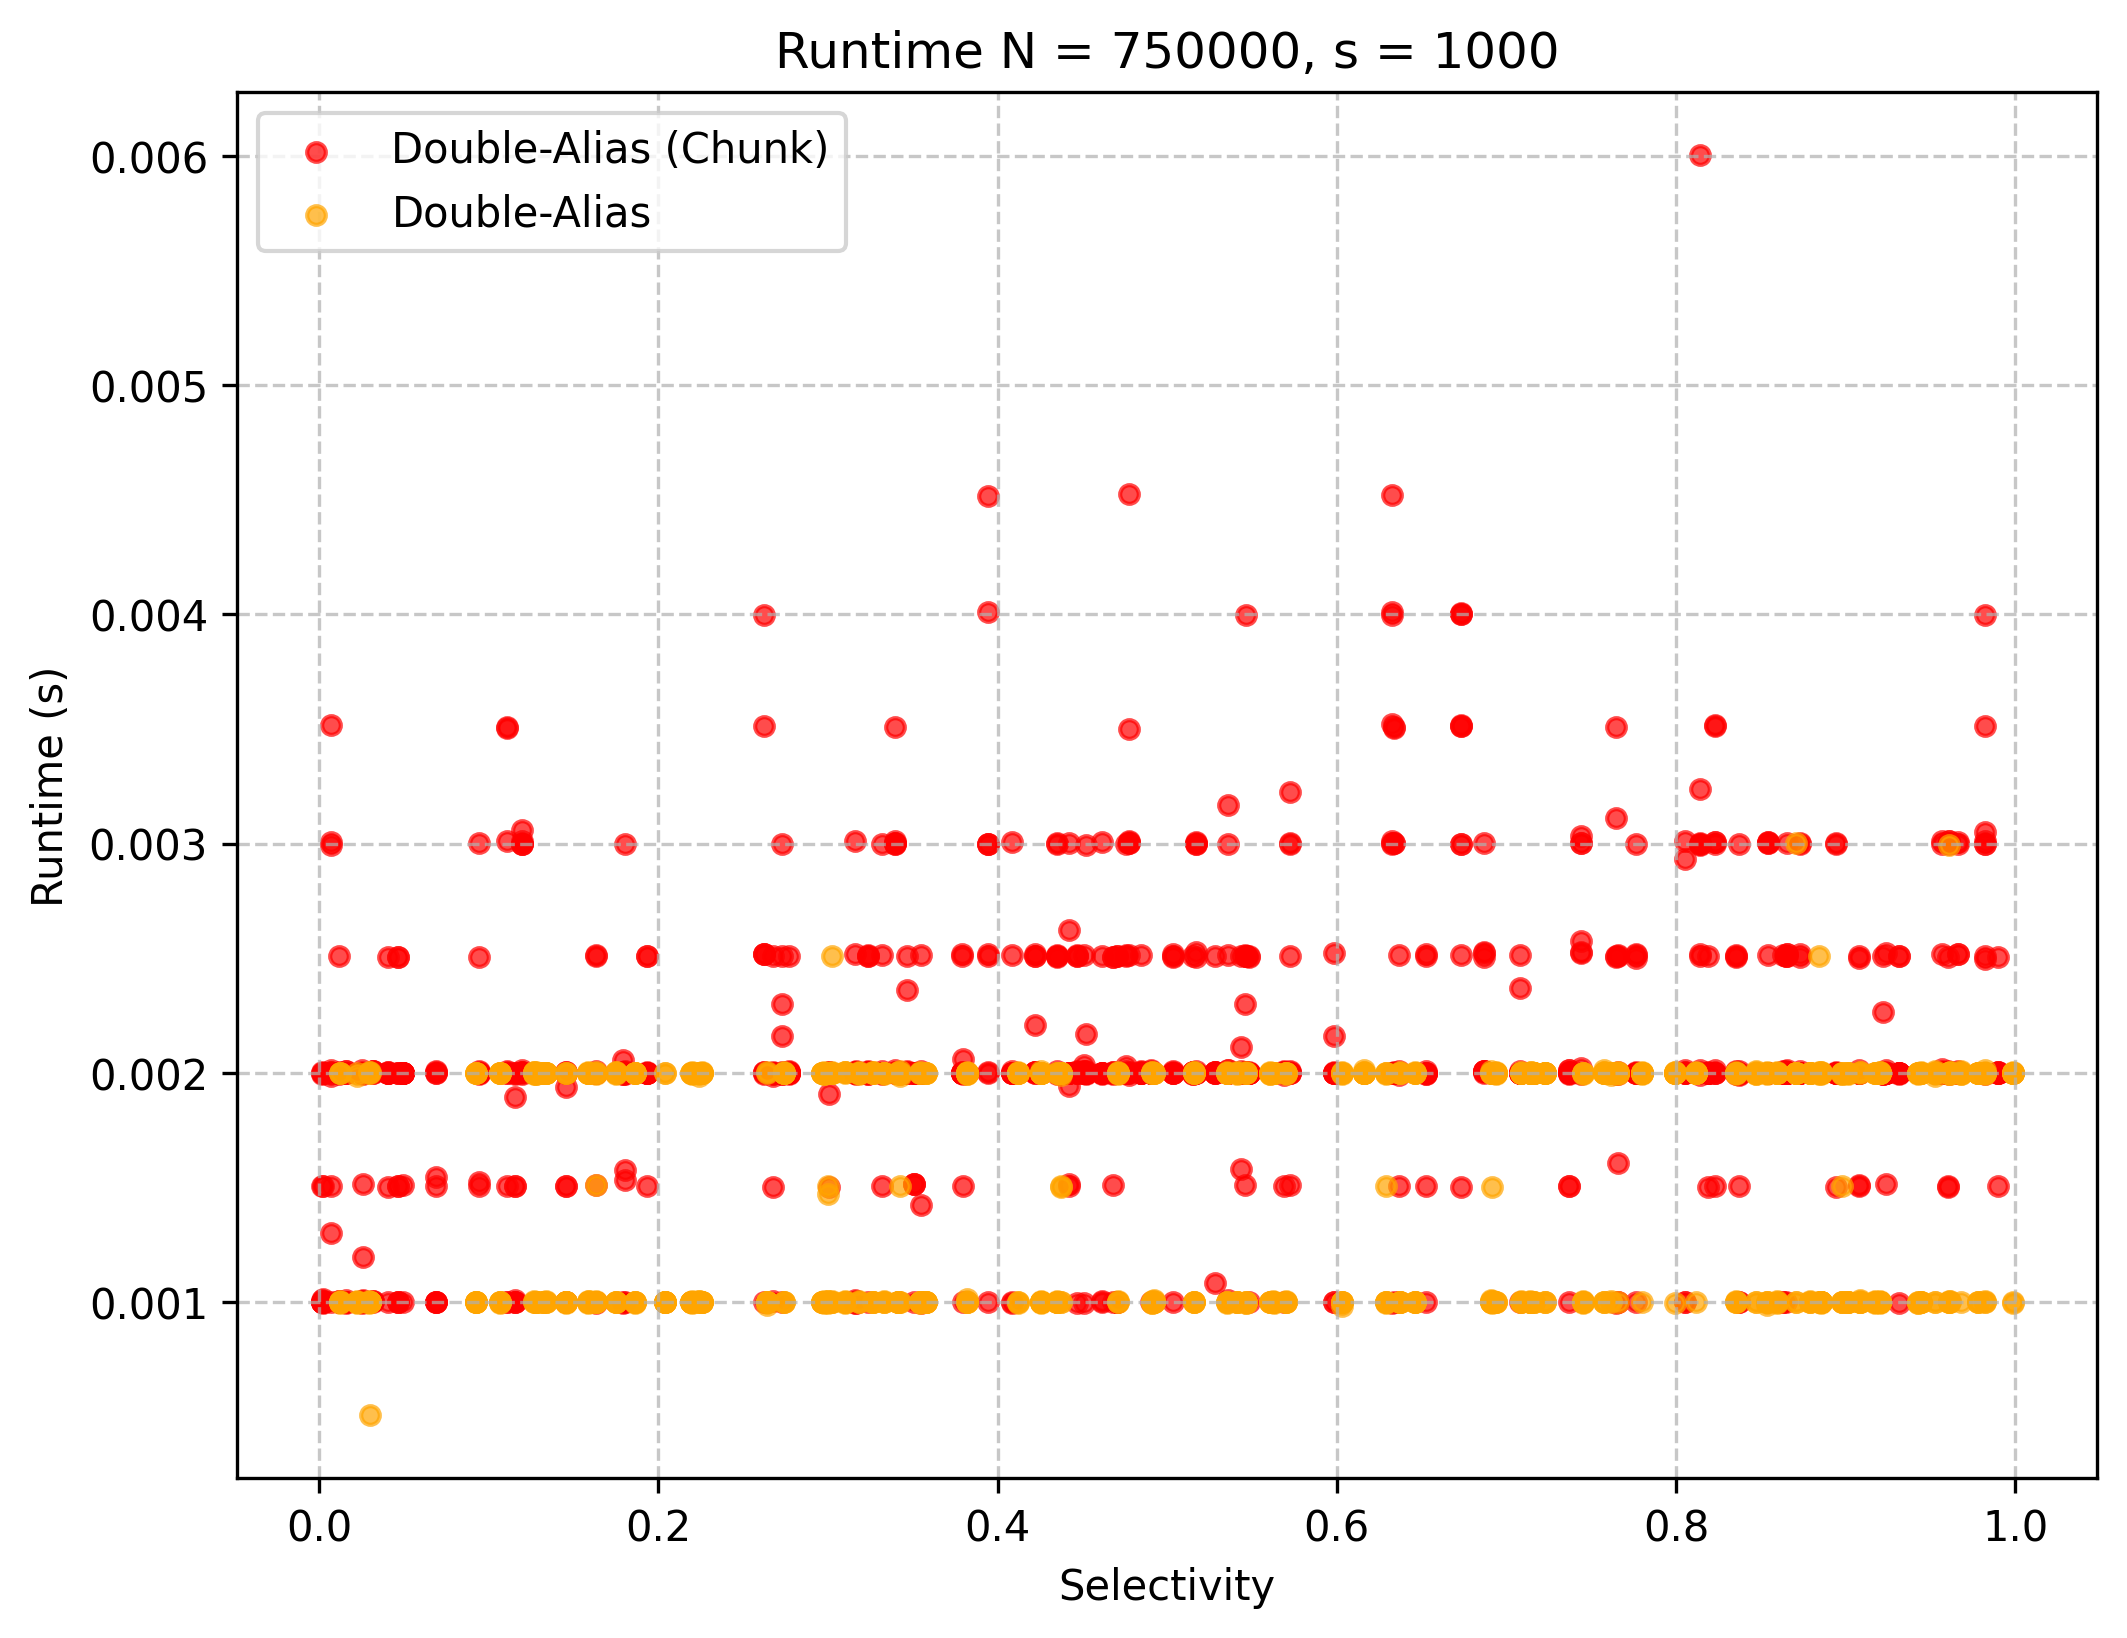 Runtime N = 750000, s = 1000
Double-Alias (Chunk)
Double-Alias
0.006
0.005
0.004
0.003
0.002
0.001
Runtime (s)
0.0 0.2 0.4 0.6 0.8 1.0
Selectivity